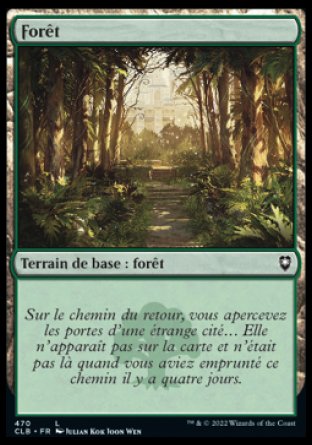 Forêt
Terrain de base : forêt
Sur le chemin du retour, vous apercevez
les portes d'une étrange cité... Elle
n'apparaît pas sur la carte et n'était
pas là quand vous aviez emprunté ce
chemin il y a quatre jours.
470 L
CLB • FR Julian Kok Joon Wen
™ & © 2022 Wizards of the Coast